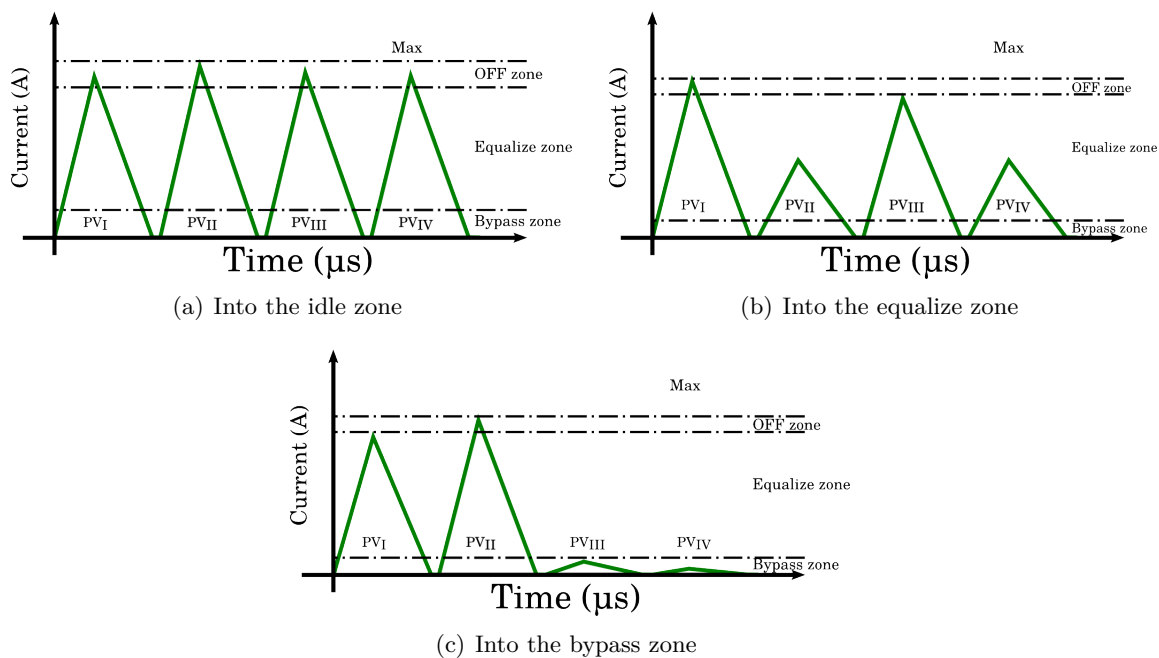 Current (A)
Max
OFF zone
Equalize zone
Bypass zone
PVI
PVII
PVIII
PVIV
Time (µs)
(a) Into the idle zone
Current (A)
Max
OFF zone
Equalize zone
Bypass zone
PVI
PVII
PVIII
PVIV
Time (µs)
(b) Into the equalize zone
Current (A)
Max
OFF zone
Equalize zone
Bypass zone
PVI
PVII
PVIII
PVIV
Time (µs)
(c) Into the bypass zone